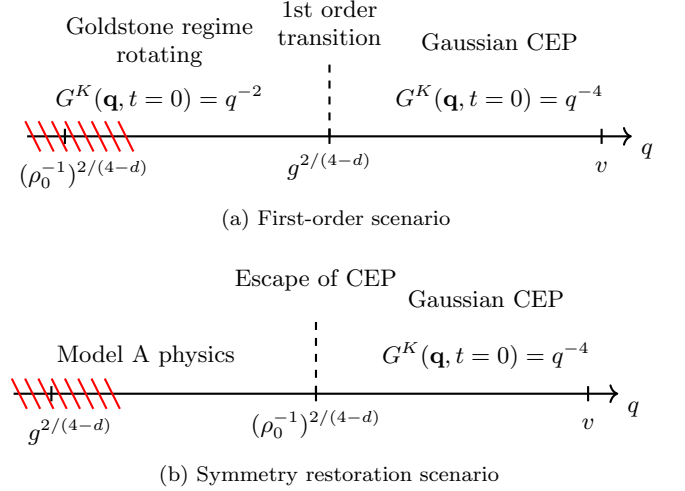 Goldstone regime
rotating
1st order
transition
Gaussian CEP
G^K(q, t = 0) = q^{-2}
G^K(q, t = 0) = q^{-4}
(ρ_0^{-1})^{2/(4-d)}
g^{2/(4-d)}
v
q
(a) First-order scenario
Escape of CEP
Gaussian CEP
Model A physics
G^K(q, t = 0) = q^{-4}
g^{2/(4-d)}
(ρ_0^{-1})^{2/(4-d)}
v
q
(b) Symmetry restoration scenario